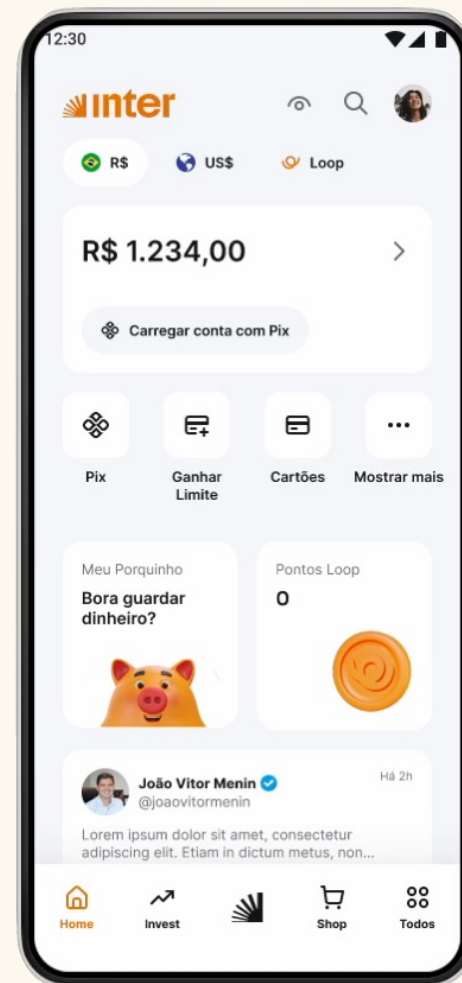 12:30
inter
R$
US$
Loop
R$ 1.234,00
Carregar conta com Pix
Pix
Ganhar
Limite
Cartões
Mostrar mais
Meu Porquinho
Bora guardar
dinheiro?
Pontos Loop
0
João Vitor Menin
Há 2h
@joaovitormenin
Lorem ipsum dolor sit amet, consectetur
adipiscing elit. Etiam in dictum metus, non...
Home
Invest
Shop
Todos